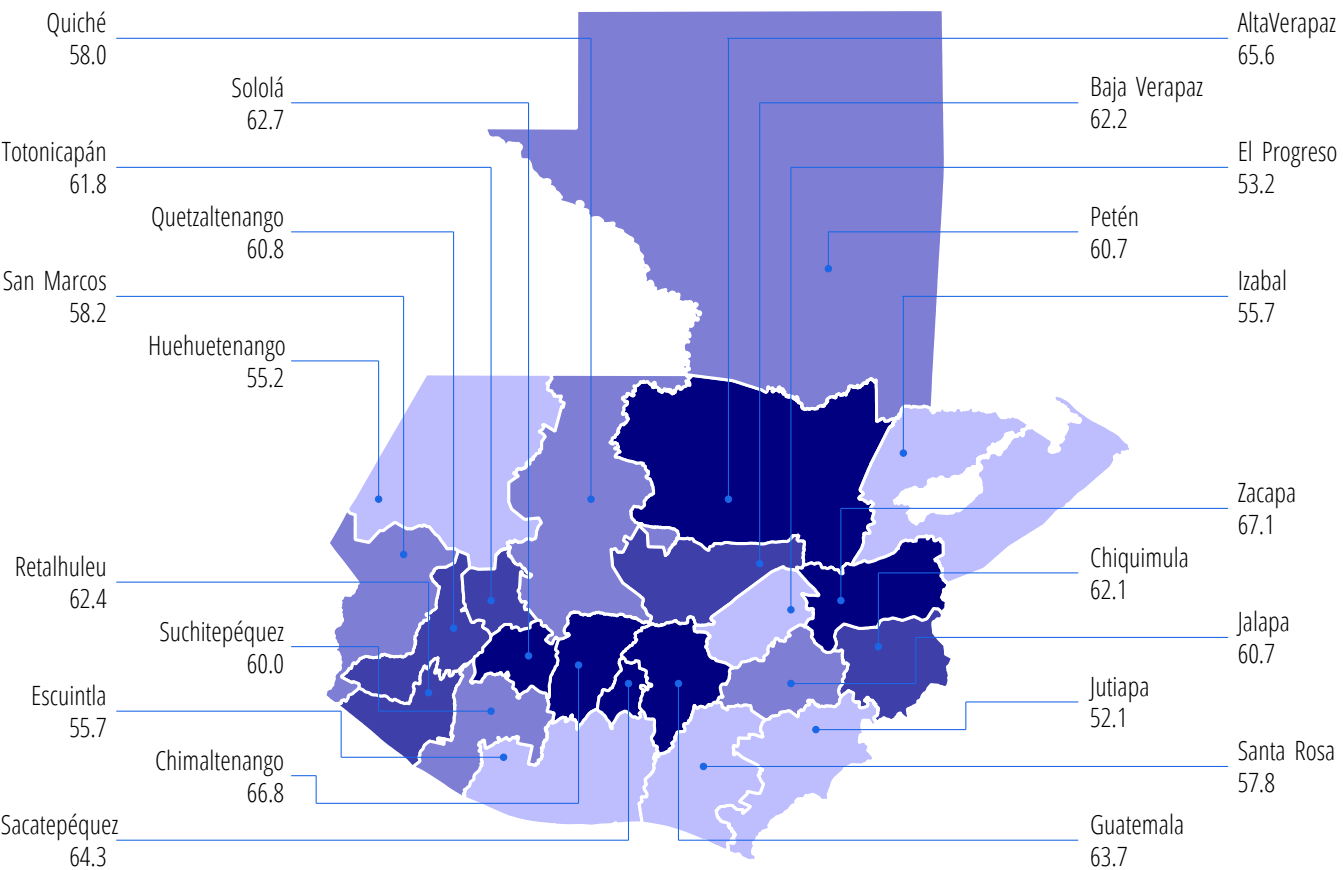 Quiché
58.0
Sololá
62.7
Totonicapán
61.8
Quetzaltenango
60.8
San Marcos
58.2
Huehuetenango
55.2
Retalhuleu
62.4
Suchitepéquez
60.0
Escuintla
55.7
Chimaltenango
66.8
Sacatepéquez
64.3
AltaVerapaz
65.6
Baja Verapaz
62.2
El Progreso
53.2
Petén
60.7
Izabal
55.7
Zacapa
67.1
Chiquimula
62.1
Jalapa
60.7
Jutiapa
52.1
Santa Rosa
57.8
Guatemala
63.7